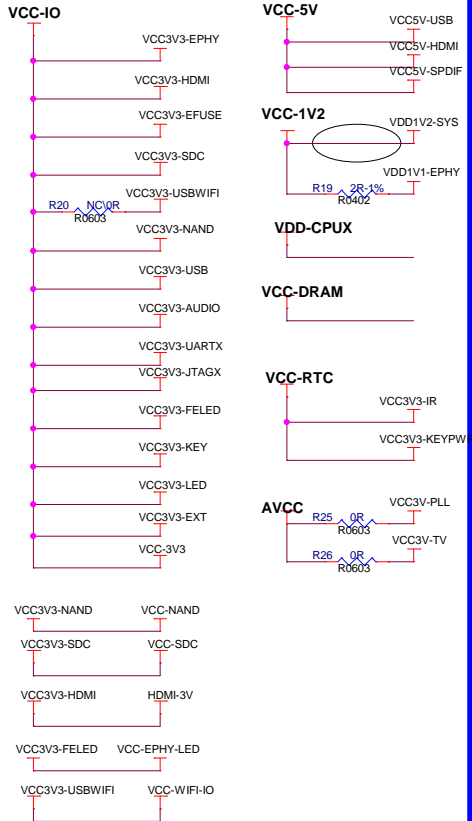 VCC-IO
VCC3V3-EPHY
VCC3V3-HDMI
VCC3V3-EFUSE
VCC3V3-SDC
VCC3V3-USBWIFI
R20 NC\0R
R0603
VCC3V3-NAND
VCC3V3-USB
VCC3V3-AUDIO
VCC3V3-UARTX
VCC3V3-JTAGX
VCC3V3-FELED
VCC3V3-KEY
VCC3V3-LED
VCC3V3-EXT
VCC-3V3
VCC3V3-NAND VCC-NAND
VCC3V3-SDC VCC-SDC
VCC3V3-HDMI HDMI-3V
VCC3V3-FELED VCC-EPHY-LED
VCC3V3-USBWIFI VCC-WIFI-IO
VCC-5V
VCC5V-USB
VCC5V-HDMI
VCC5V-SPDIF
VCC-1V2
VDD1V2-SYS
VDD1V1-EPHY
R19 2R-1%
R0402
VDD-CPUX
VCC-DRAM
VCC-RTC
VCC3V3-IR
AVCC
VCC3V-PLL
R25 0R
R0603
VCC3V-TV
R26 0R
R0603